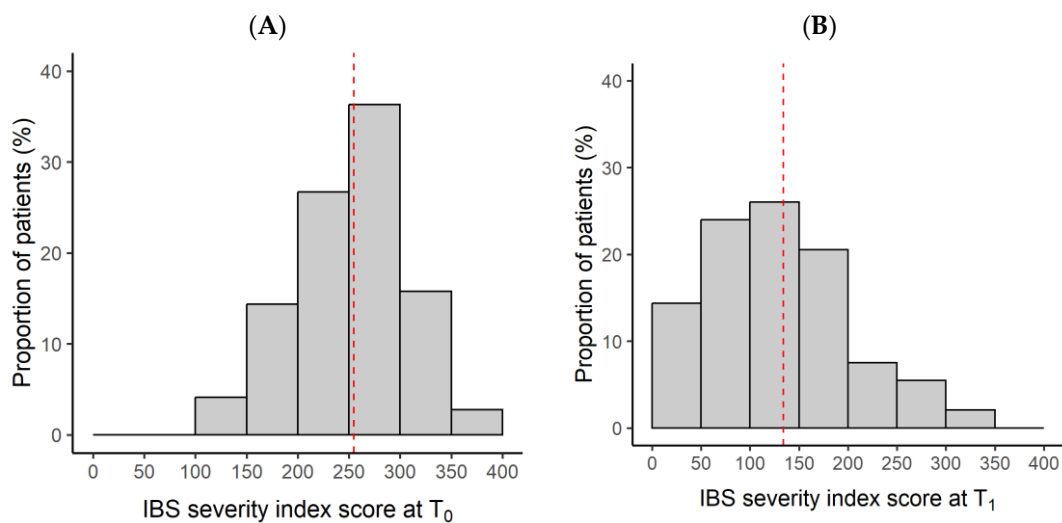 (A)
Proportion of patients (%)
40
30
20
10
0
0 50 100 150 200 250 300 350 400
IBS severity index score at T₀
(B)
Proportion of patients (%)
40
30
20
10
0
0 50 100 150 200 250 300 350 400
IBS severity index score at T₁